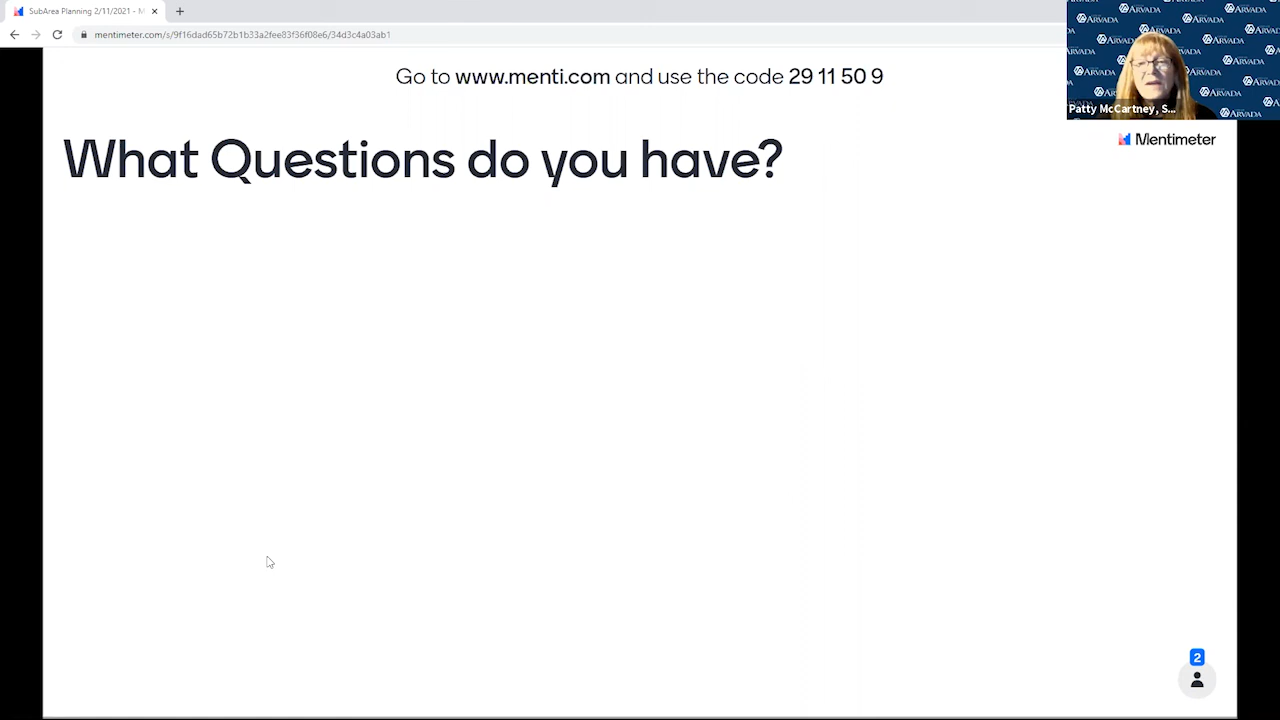 SubArea Planning 2/11/2021 - M
mentimeter.com/s/9f16dad65b72b1b33a2fee83f36f08e6/34d3c4a03ab1
Go to www.menti.com and use the code 29 11 50 9
ARVADA
Patty McCartney, S...
Mentimeter
What Questions do you have?
2